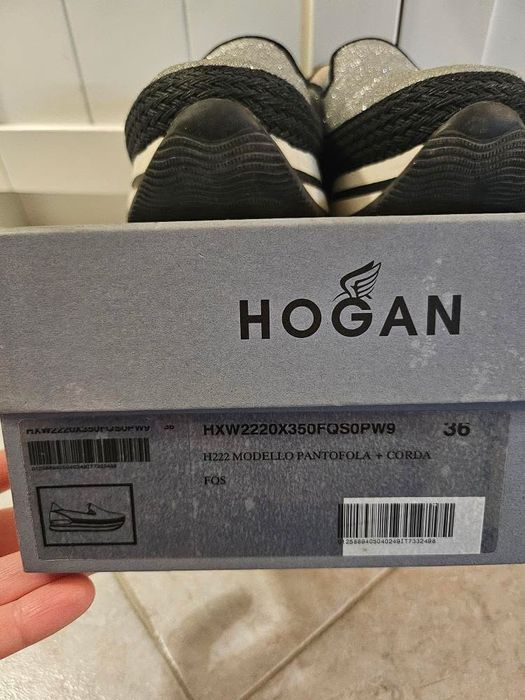 HOGAN
HXW2220X350FQS0PW9 36
HXW2220X350FQS0PW9 36
H222 MODELLO PANTOFOLA + CORDA
FQS